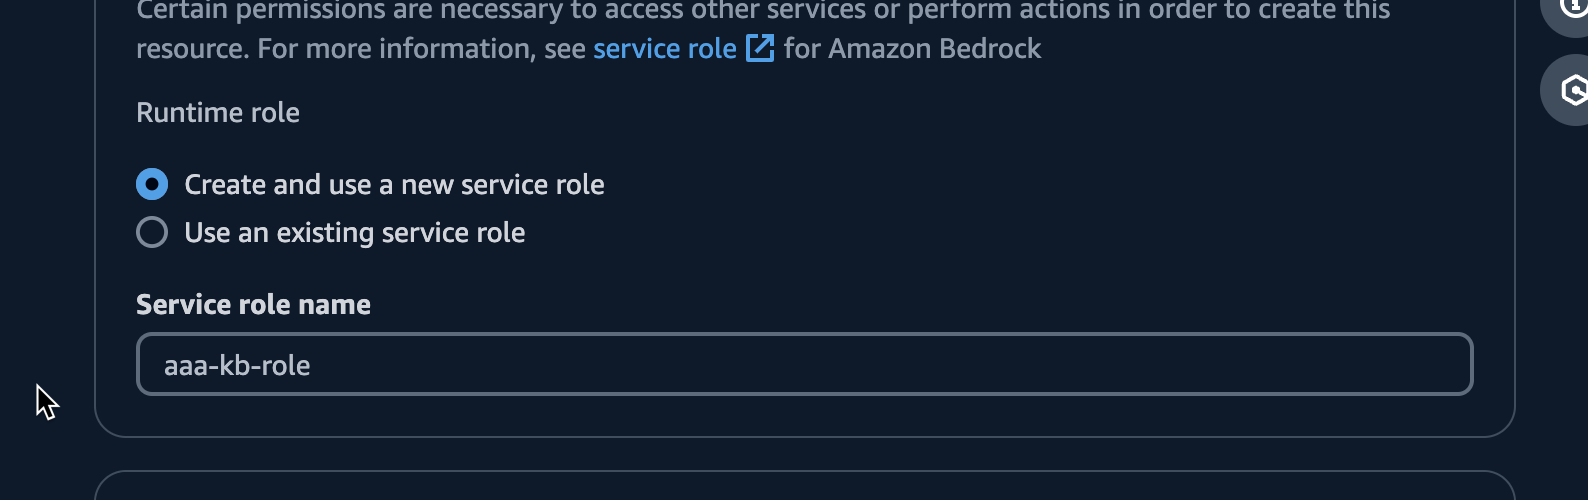 Certain permissions are necessary to access other services or perform actions in order to create this
resource. For more information, see service role for Amazon Bedrock
Runtime role
Create and use a new service role
Use an existing service role
Service role name
aaa-kb-role